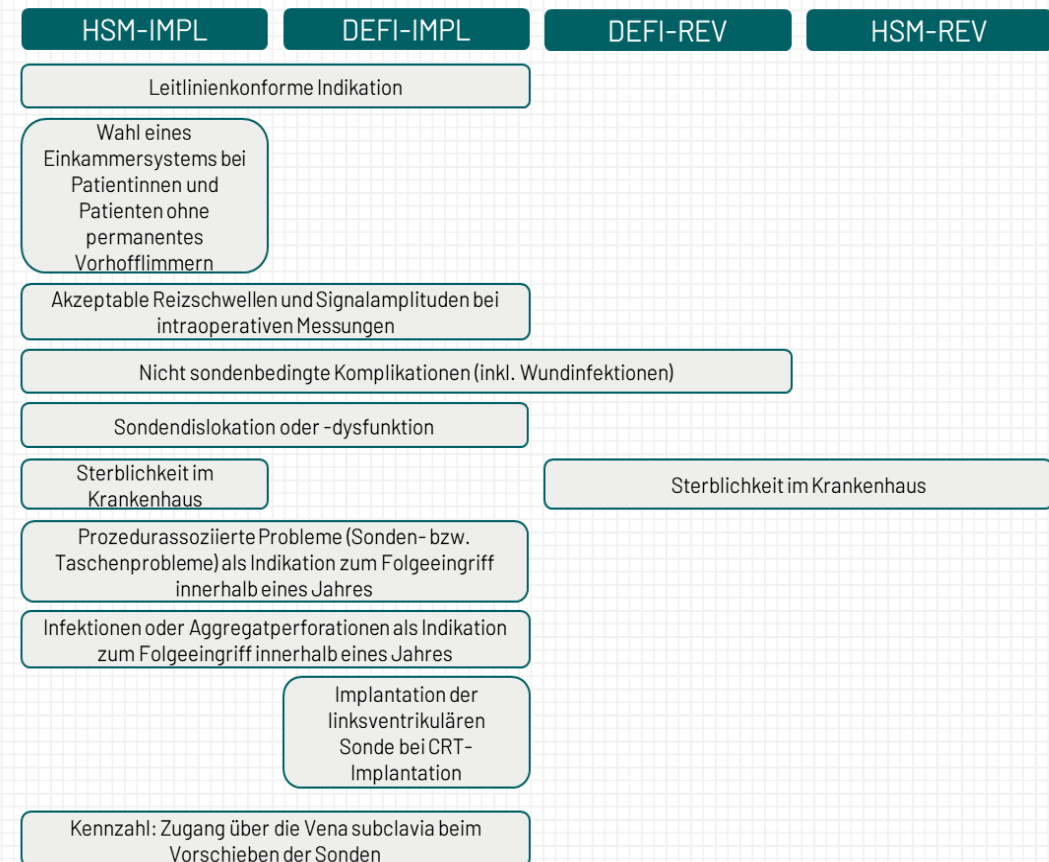 HSM-IMPL
DEFI-IMPL
DEFI-REV
HSM-REV
Leitlinienkonforme Indikation
Wahl eines
Einkammersystems bei
Patientinnen und
Patienten ohne
permanentes
Vorhofflimmern
Akzeptable Reizschwellen und Signalamplituden bei
intraoperativen Messungen
Nicht sondenbedingte Komplikationen (inkl. Wundinfektionen)
Sondendislokation oder -dysfunktion
Sterblichkeit im
Krankenhaus
Sterblichkeit im Krankenhaus
Prozedurassoziierte Probleme (Sonden- bzw.
Taschenprobleme) als Indikation zum Folgeeingriff
innerhalb eines Jahres
Infektionen oder Aggregatperforationen als Indikation
zum Folgeeingriff innerhalb eines Jahres
Implantation der
linksventrikulären
Sonde bei CRT-
Implantation
Kennzahl: Zugang über die Vena subclavia beim
Vorschieben der Sonden